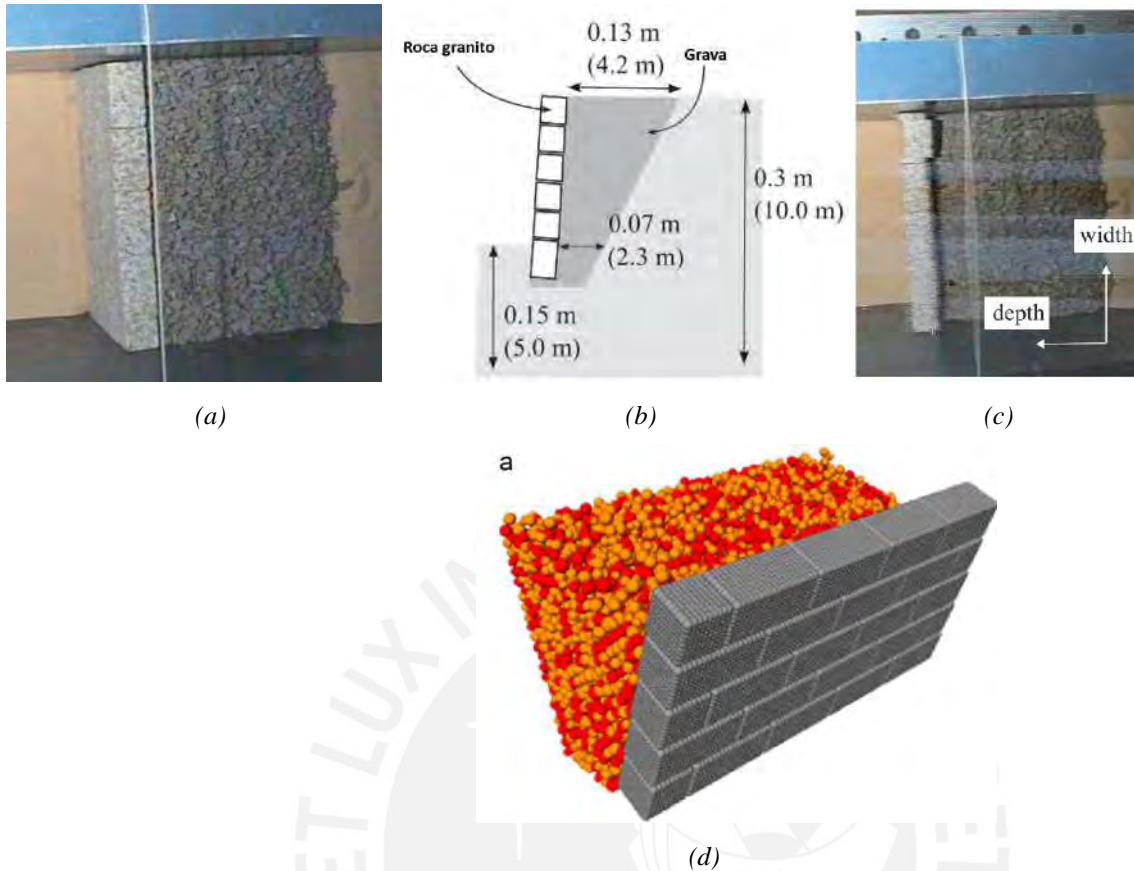 Roca granito
0.13 m
(4.2 m)
Grava
0.3 m
(10.0 m)
0.07 m
(2.3 m)
0.15 m
(5.0 m)
width
depth
(a)
(b)
(c)
a
(d)
LUX